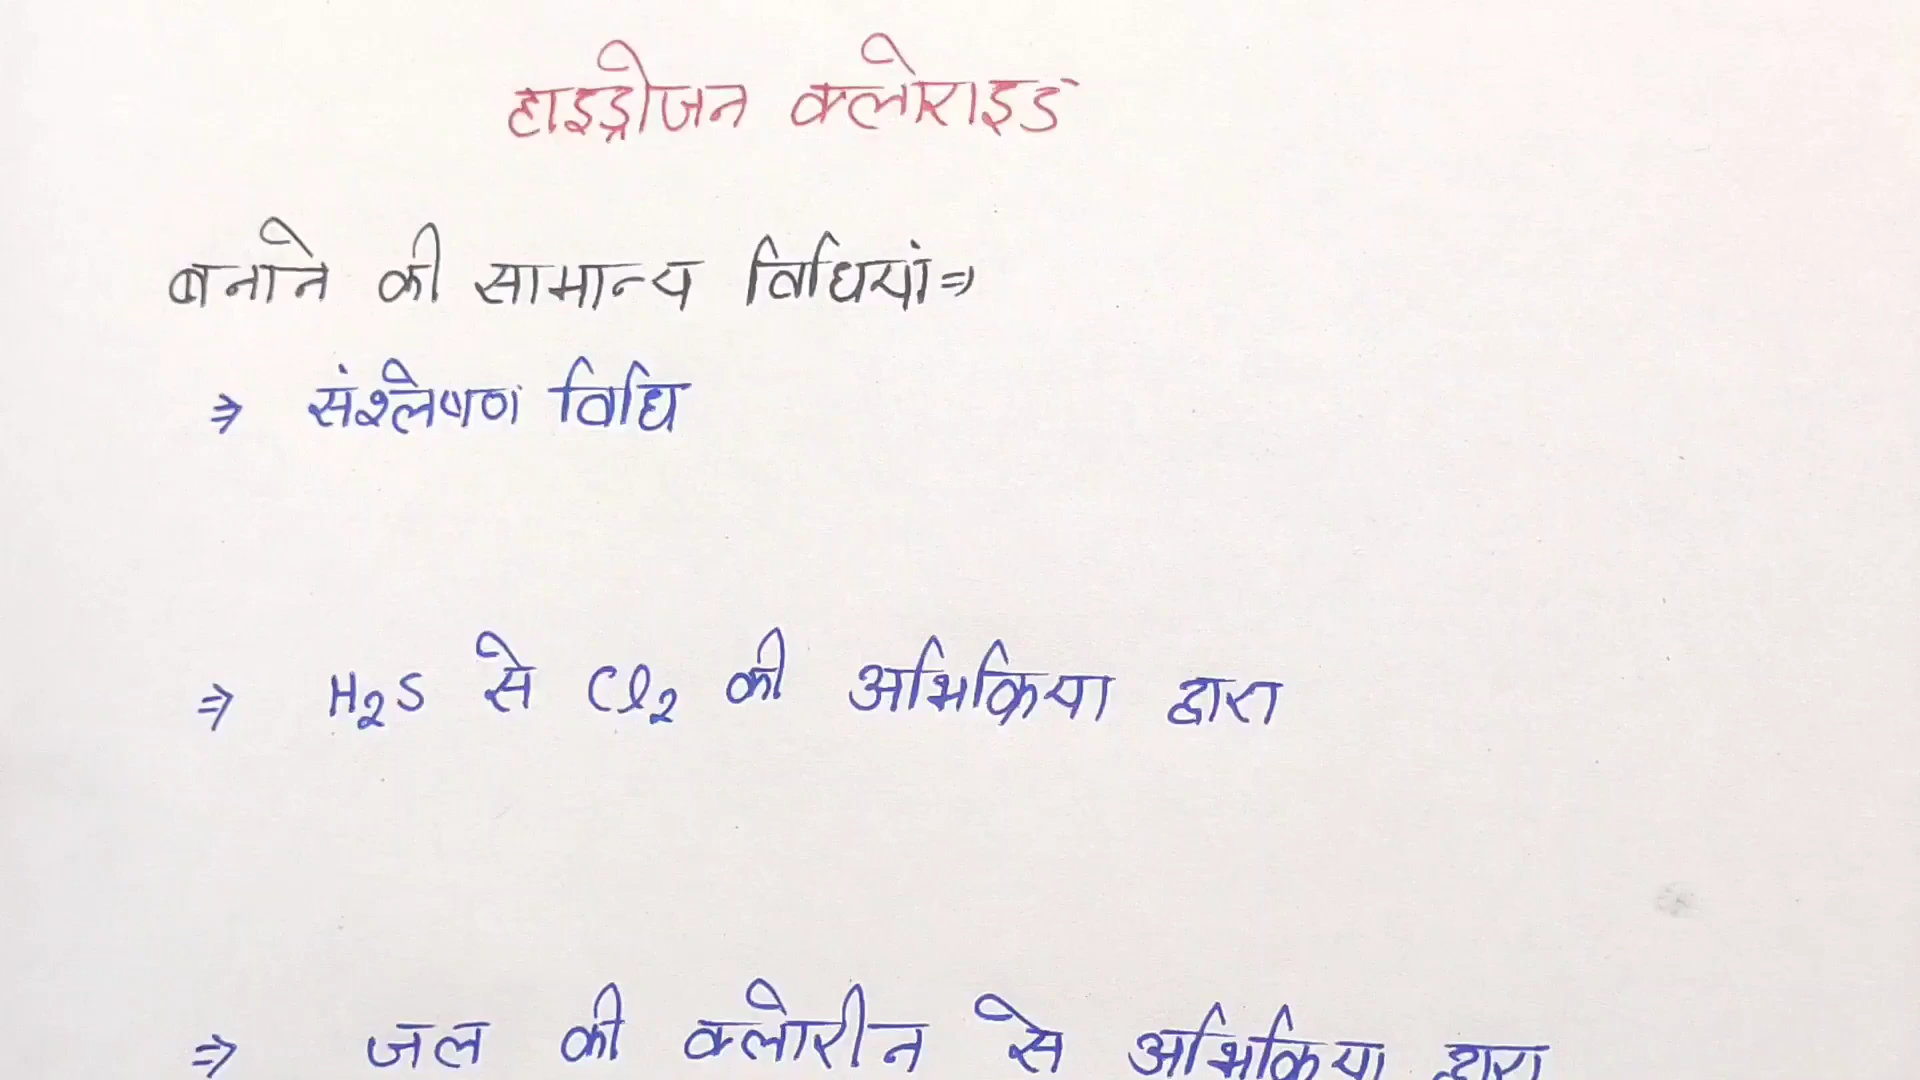 हाइड्रोजन क्लोराइड
बनाने की सामान्य विधियां⇒
⇒ संश्लेषण विधि
⇒ H₂S से Cl₂ की अभिक्रिया द्वारा
⇒ जल की क्लोरीन से अभिक्रिया द्वारा